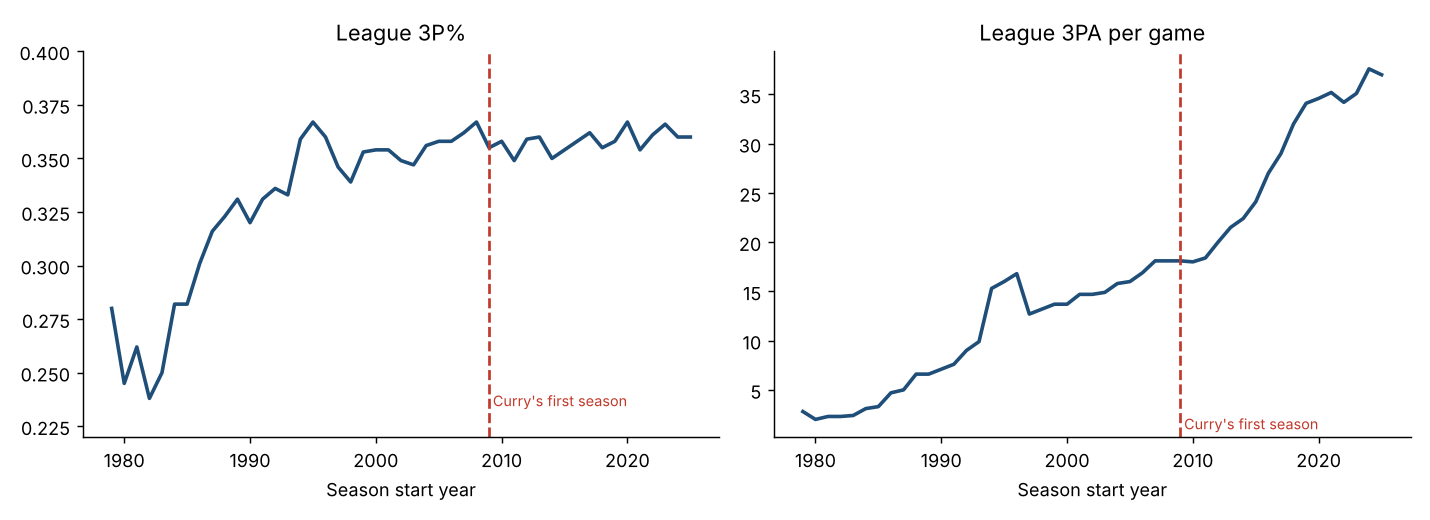 League 3P%
0.400
0.375
0.350
0.325
0.300
0.275
0.250
0.225
Curry's first season
1980 1990 2000 2010 2020
Season start year
League 3PA per game
35
30
25
20
15
10
5
Curry's first season
1980 1990 2000 2010 2020
Season start year